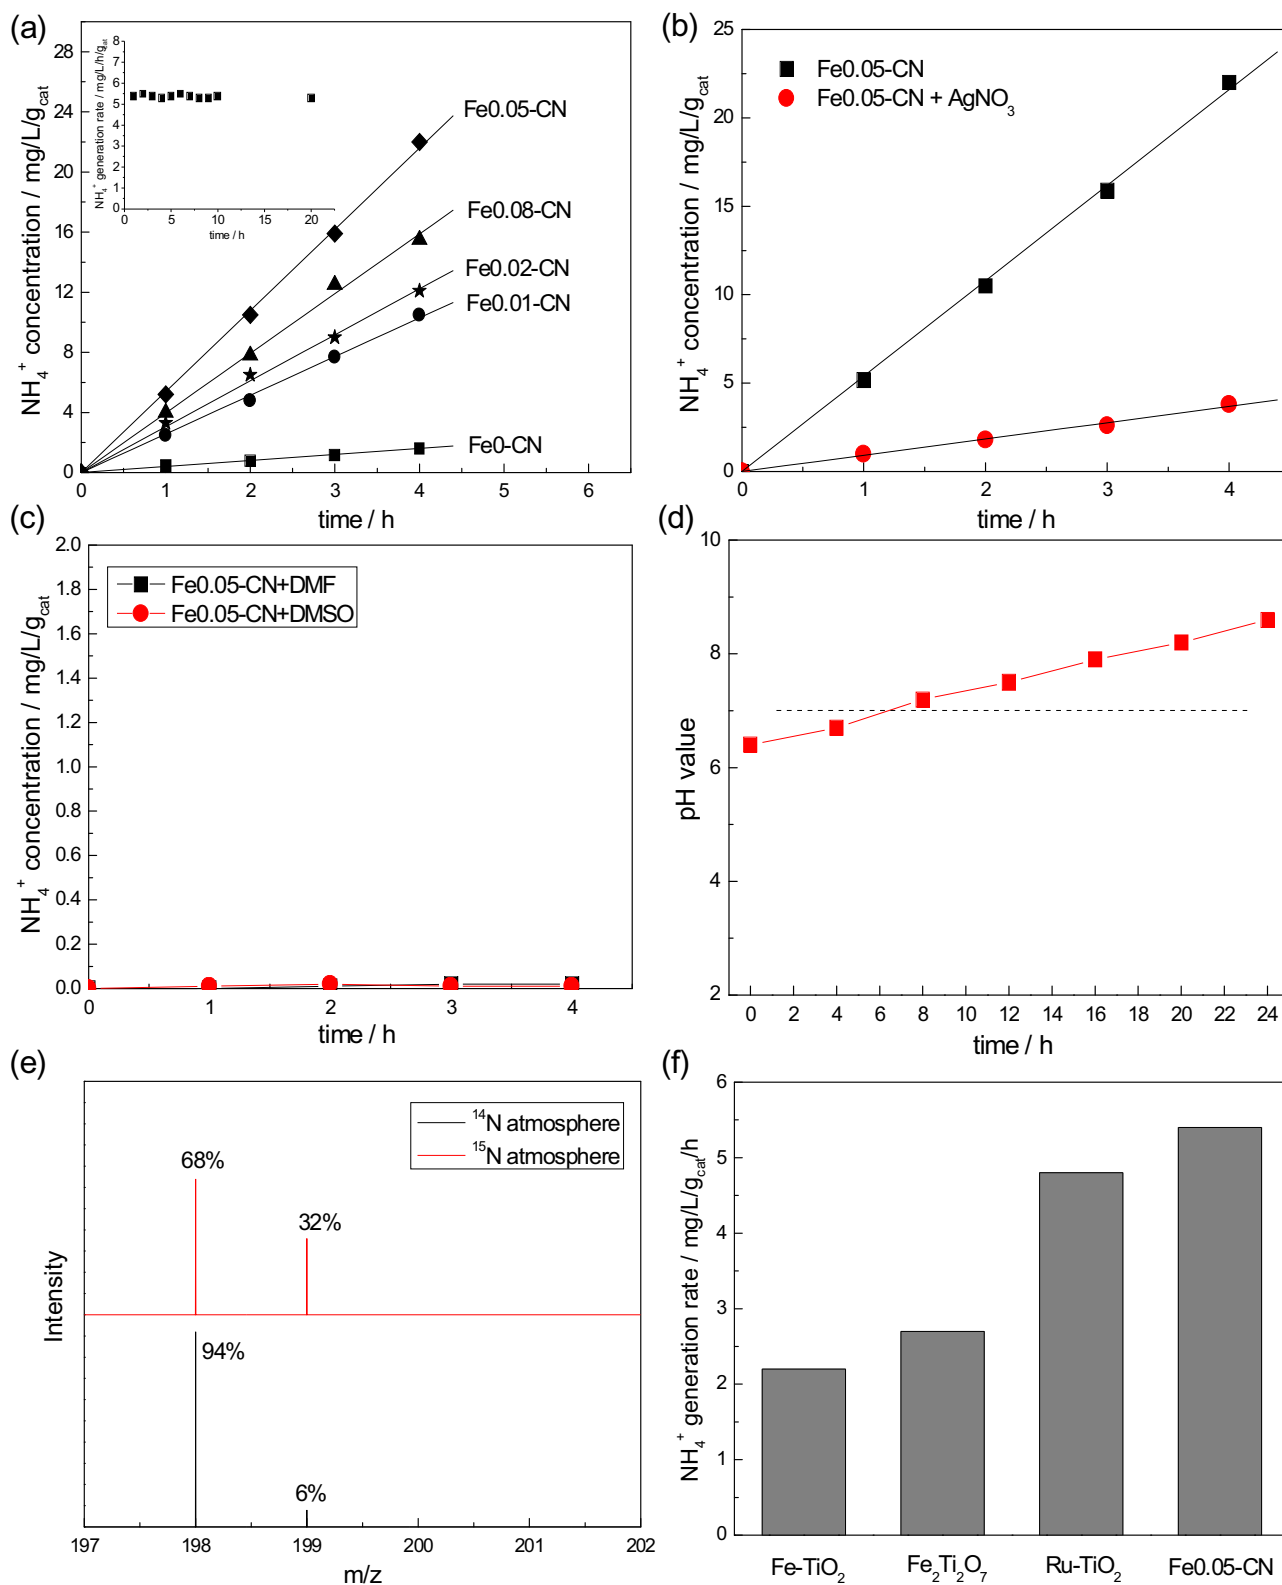 (a)
NH₄⁺ concentration / mg/L/g_cat
28
24
20
16
12
8
4
0
0 1 2 3 4 5 6
time / h
NH₄⁺ generation rate / mg/L/h/g_cat
8
7
6
5
4
3
2
1
0
0 5 10 15 20
time / h
Fe0.05-CN
Fe0.08-CN
Fe0.02-CN
Fe0.01-CN
Fe0-CN
(b)
NH₄⁺ concentration / mg/L/g_cat
25
20
15
10
5
0
0 1 2 3 4
time / h
Fe0.05-CN
Fe0.05-CN + AgNO₃
(c)
NH₄⁺ concentration / mg/L/g_cat
2.0
1.8
1.6
1.4
1.2
1.0
0.8
0.6
0.4
0.2
0.0
0 1 2 3 4
time / h
Fe0.05-CN+DMF
Fe0.05-CN+DMSO
(d)
pH value
10
8
6
4
2
0 2 4 6 8 10 12 14 16 18 20 22 24
time / h
(e)
Intensity
¹⁴N atmosphere
¹⁵N atmosphere
68%
32%
94%
6%
197 198 199 200 201 202
m/z
(f)
NH₄⁺ generation rate / mg/L/g_cat/h
6
5
4
3
2
1
0
Fe-TiO₂ Fe₂Ti₂O₇ Ru-TiO₂ Fe0.05-CN